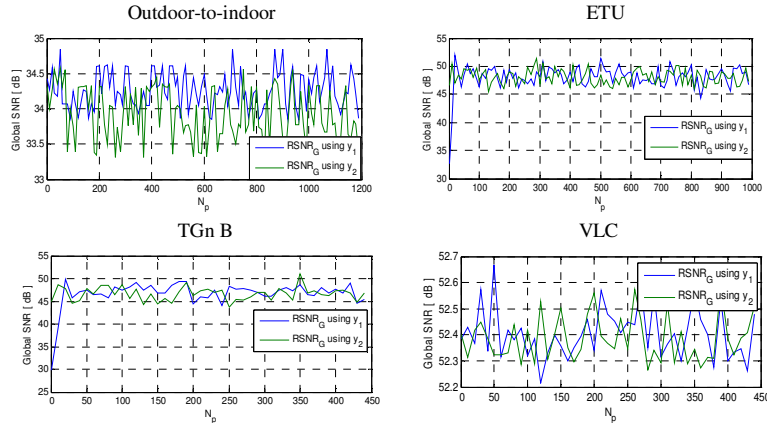 Outdoor-to-indoor
35
34.5
34
33.5
33
0 200 400 600 800 1000 1200
Global SNR [ dB ]
N_p
RSNR_G using y_1
RSNR_G using y_2
ETU
55
50
45
40
35
30
0 100 200 300 400 500 600 700 800 900 1000
Global SNR [ dB ]
N_p
RSNR_G using y_1
RSNR_G using y_2
TGn B
55
50
45
40
35
30
25
0 50 100 150 200 250 300 350 400 450
Global SNR [ dB ]
N_p
RSNR_G using y_1
RSNR_G using y_2
VLC
52.7
52.6
52.5
52.4
52.3
52.2
0 50 100 150 200 250 300 350 400 450
Global SNR [ dB ]
N_p
RSNR_G using y_1
RSNR_G using y_2